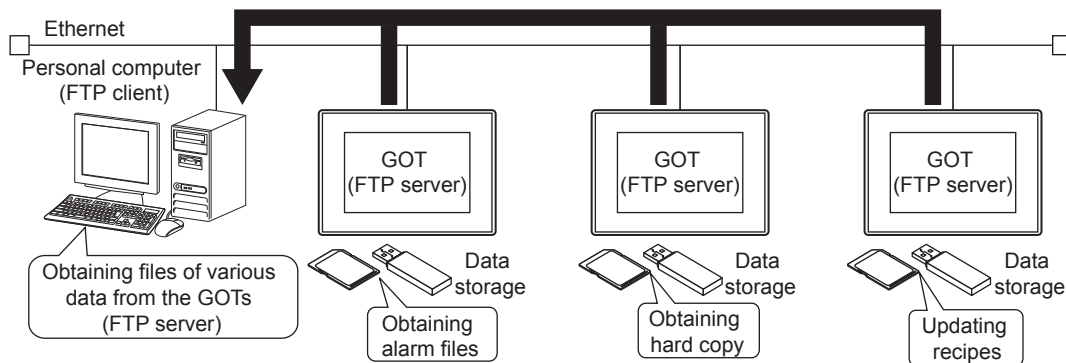 Ethernet
Personal computer
(FTP client)
GOT
(FTP server)
GOT
(FTP server)
GOT
(FTP server)
Obtaining files of various
data from the GOTs
(FTP server)
Data
storage
Obtaining
alarm files
Data
storage
Obtaining
hard copy
Data
storage
Updating
recipes